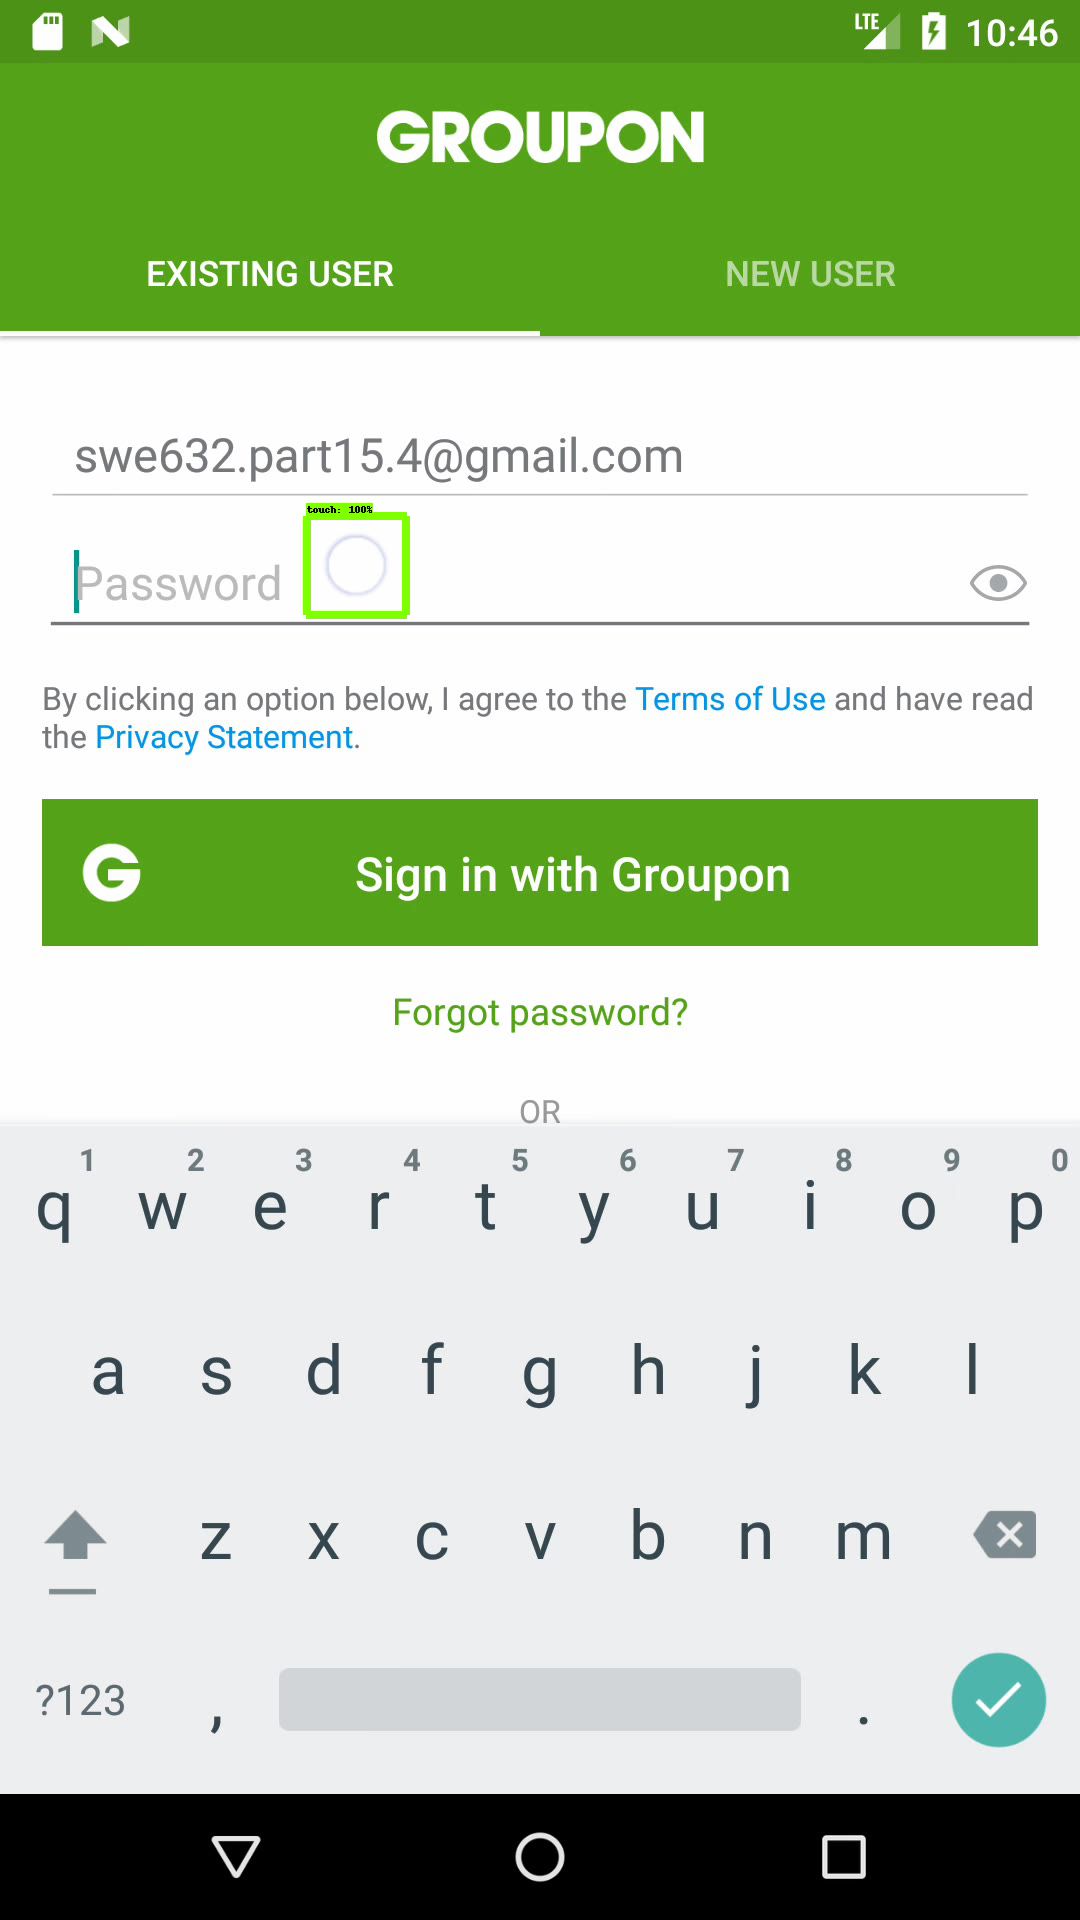 LTE 10:46
GROUPON
EXISTING USER NEW USER
swe632.part15.4@gmail.com
touch: 100%
Password
By clicking an option below, I agree to the Terms of Use and have read
the Privacy Statement.
G Sign in with Groupon
Forgot password?
OR
1 2 3 4 5 6 7 8 9 0
q w e r t y u i o p
a s d f g h j k l
z x c v b n m
?123 , .